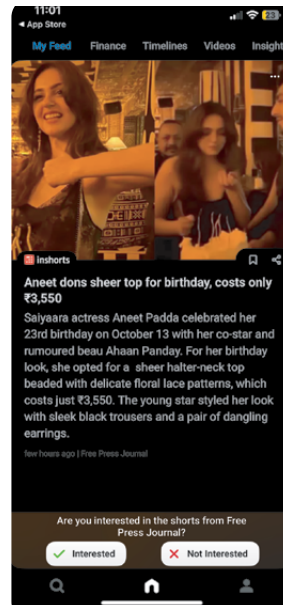 11:01
23
◀ App Store
My Feed Finance Timelines Videos Insight
inshorts
Aneet dons sheer top for birthday, costs only
₹3,550
Saiyaara actress Aneet Padda celebrated her
23rd birthday on October 13 with her co-star and
rumoured beau Ahaan Panday. For her birthday
look, she opted for a sheer halter-neck top
beaded with delicate floral lace patterns, which
costs just ₹3,550. The young star styled her look
with sleek black trousers and a pair of dangling
earrings.
few hours ago | Free Press Journal
Are you interested in the shorts from Free
Press Journal?
Interested Not Interested